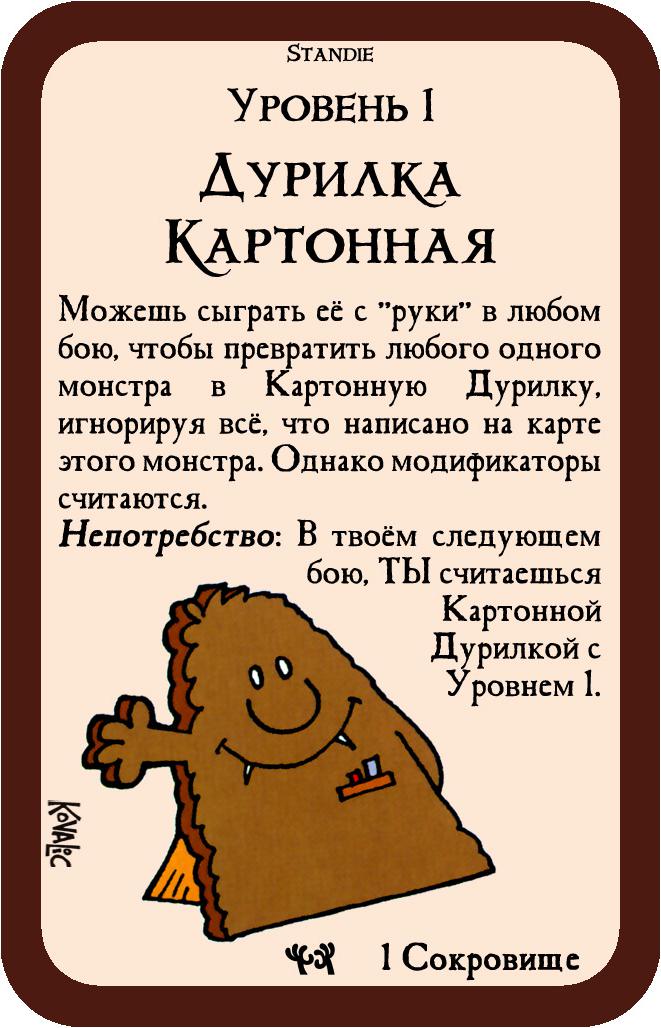 Standie
Уровень 1
Дурилка
Картонная
Можешь сыграть её с "руки" в любом
бою, чтобы превратить любого одного
монстра в Картонную Дурилку,
игнорируя всё, что написано на карте
этого монстра. Однако модификаторы
считаются.
Непотребство: В твоём следующем
бою, ТЫ считаешься
Картонной
Дурилкой с
Уровнем 1.
Kovalic
1 Сокровище